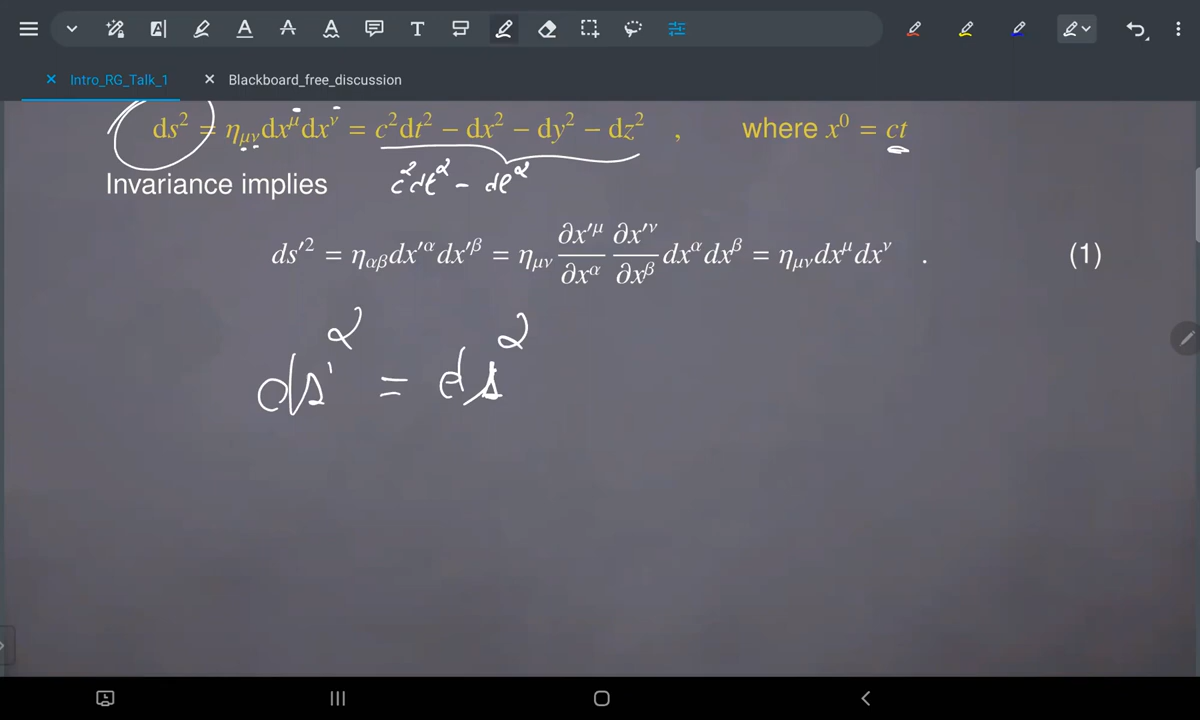 Intro_RG_Talk_1 Blackboard_free_discussion
ds² = η_μν dx^μ dx^ν = c²dt² − dx² − dy² − dz² , where x⁰ = ct
Invariance implies c²dt² − dl²
ds′² = η_αβ dx′^α dx′^β = η_μν ∂x′^μ/∂x^α ∂x′^ν/∂x^β dx^α dx^β = η_μν dx^μ dx^ν . (1)
ds′² = ds²